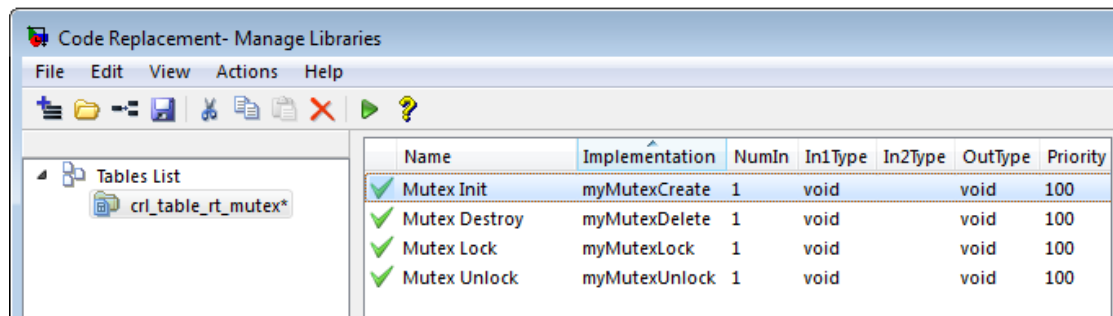 Code Replacement- Manage Libraries
File Edit View Actions Help
Tables List
crl_table_rt_mutex*
Name Implementation NumIn In1Type In2Type OutType Priority
Mutex Init myMutexCreate 1 void void 100
Mutex Destroy myMutexDelete 1 void void 100
Mutex Lock myMutexLock 1 void void 100
Mutex Unlock myMutexUnlock 1 void void 100